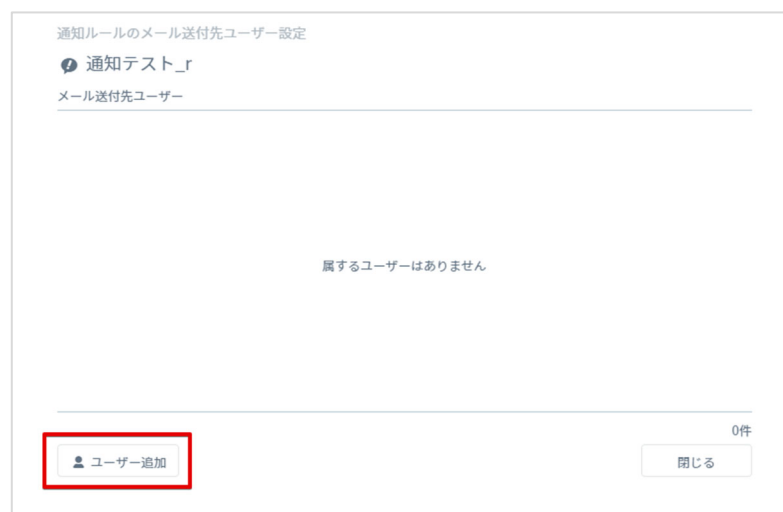 通知ルールのメール送付先ユーザー設定
通知テスト_r
メール送付先ユーザー
属するユーザーはありません
0件
ユーザー追加
閉じる